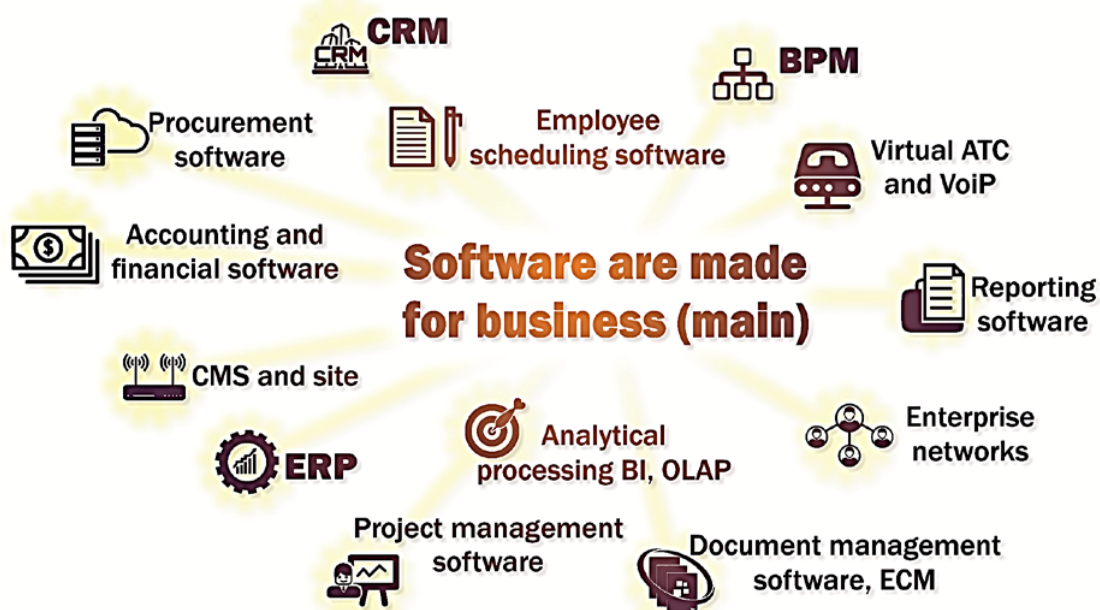 CRM
CRM
BPM
Procurement
software
Employee
scheduling software
Virtual ATC
and VoiP
Accounting and
financial software
Software are made
for business (main)
Reporting
software
CMS and site
ERP
Analytical
processing BI, OLAP
Enterprise
networks
Project management
software
Document management
software, ECM